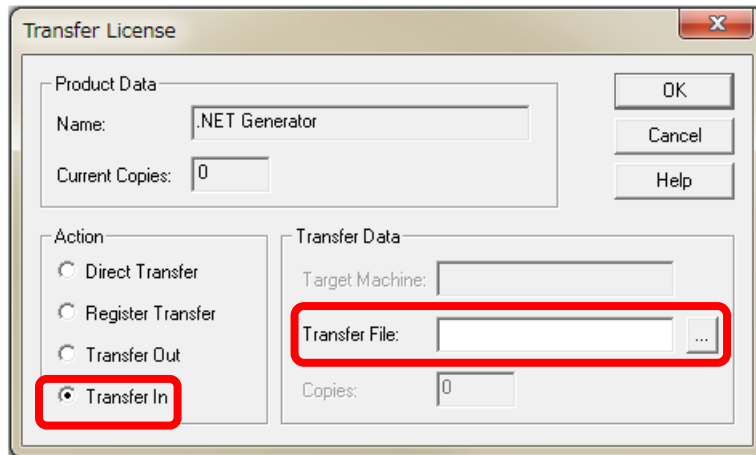 Transfer License
Product Data
Name: .NET Generator
Current Copies: 0
OK
Cancel
Help
Action
Direct Transfer
Register Transfer
Transfer Out
Transfer In
Transfer Data
Target Machine:
Transfer File: ...
Copies: 0